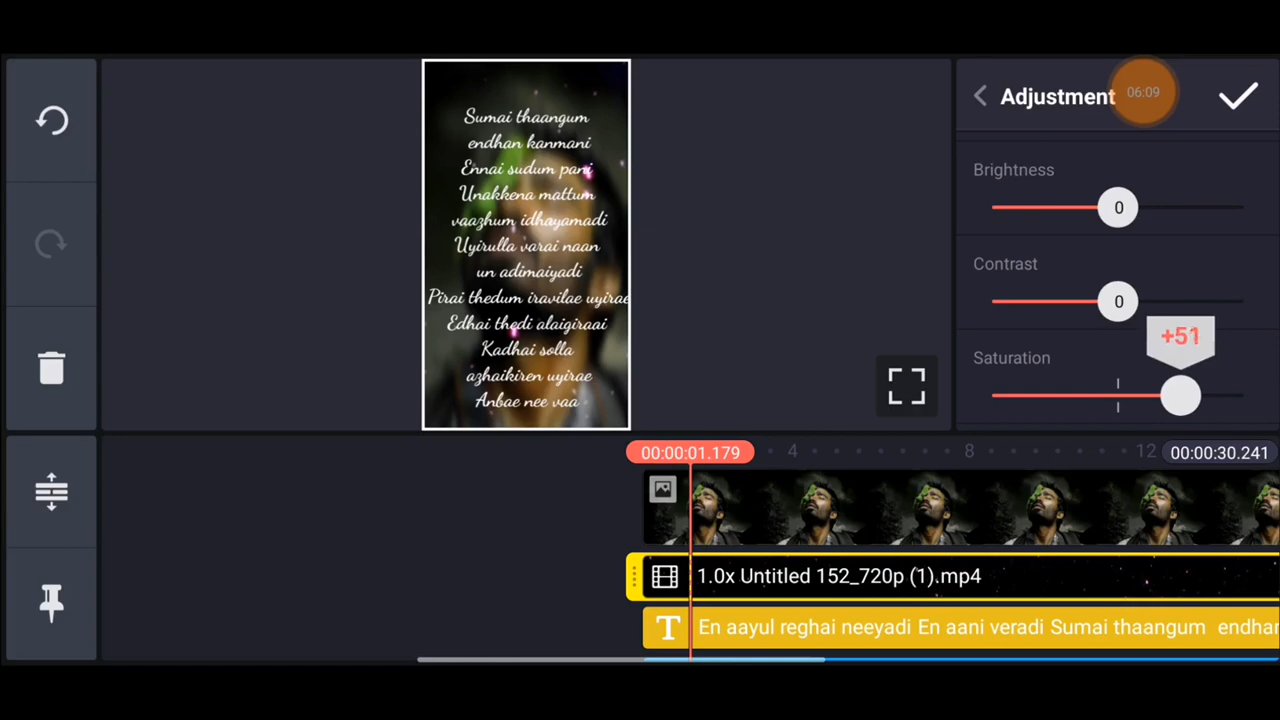 Adjustment
06:09
Brightness
0
Contrast
0
+51
Saturation
Sumai thaangum
endhan kanmani
Ennai sudum pani
Unakkena mattum
vaazhum idhayamadi
Uyirulla varai naan
un adimaiyadi
Pirai thedum iravilae uyirae
Edhai thedi alaigiraai
Kadhai solla
azhaikiren uyirae
Anbae nee vaa
00:00:01.179
4
8
12
00:00:30.241
1.0x Untitled 152_720p (1).mp4
T
En aayul reghai neeyadi En aani veradi Sumai thaangum endhan